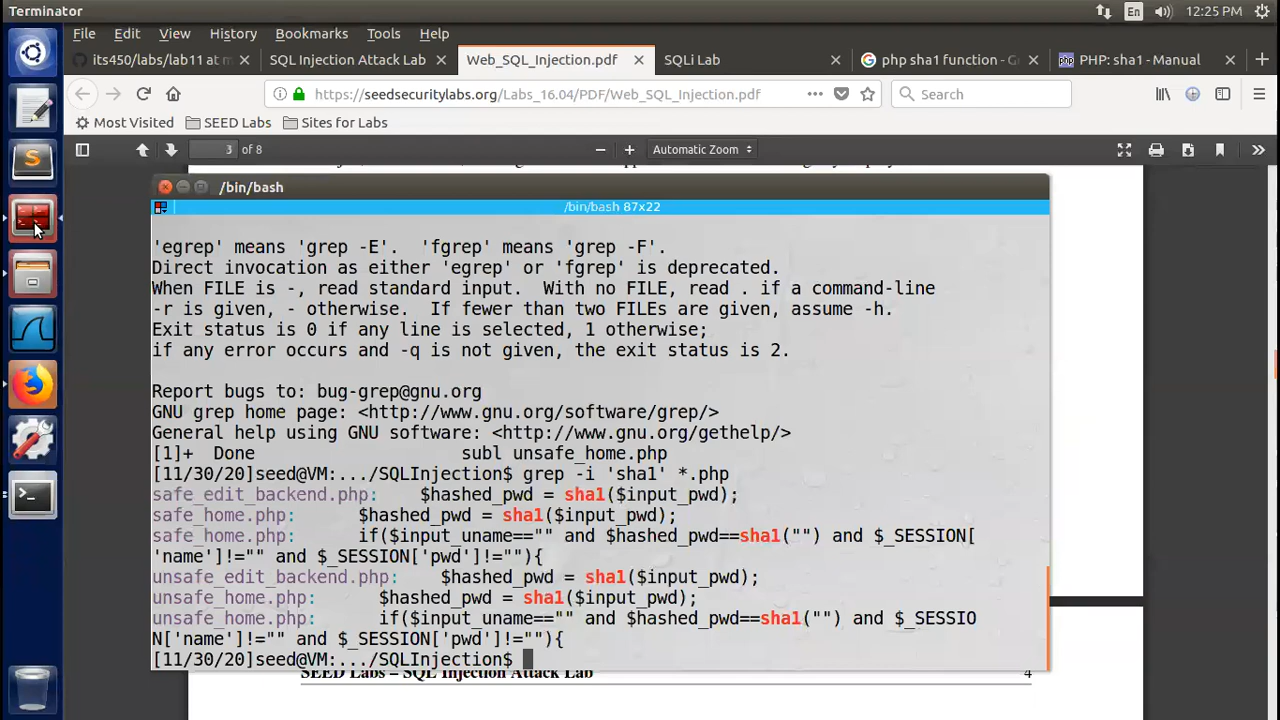 Terminator
En
12:25 PM
File Edit View History Bookmarks Tools Help
its450/labs/lab11 at m
SQL Injection Attack Lab
Web_SQL_Injection.pdf
SQLi Lab
php sha1 function - G
PHP: sha1 - Manual
https://seedsecuritylabs.org/Labs_16.04/PDF/Web_SQL_Injection.pdf
Search
Most Visited SEED Labs Sites for Labs
3 of 8
Automatic Zoom
/bin/bash
/bin/bash 87x22
'egrep' means 'grep -E'.  'fgrep' means 'grep -F'.
Direct invocation as either 'egrep' or 'fgrep' is deprecated.
When FILE is -, read standard input.  With no FILE, read . if a command-line
-r is given, - otherwise.  If fewer than two FILEs are given, assume -h.
Exit status is 0 if any line is selected, 1 otherwise;
if any error occurs and -q is not given, the exit status is 2.
Report bugs to: bug-grep@gnu.org
GNU grep home page: <http://www.gnu.org/software/grep/>
General help using GNU software: <http://www.gnu.org/gethelp/>
[1]+  Done                    subl unsafe_home.php
[11/30/20]seed@VM:.../SQLInjection$ grep -i 'sha1' *.php
safe_edit_backend.php:    $hashed_pwd = sha1($input_pwd);
safe_home.php:      $hashed_pwd = sha1($input_pwd);
safe_home.php:      if($input_uname=="" and $hashed_pwd==sha1("") and $_SESSION[
'name']!="" and $_SESSION['pwd']!=""){
unsafe_edit_backend.php:    $hashed_pwd = sha1($input_pwd);
unsafe_home.php:      $hashed_pwd = sha1($input_pwd);
unsafe_home.php:      if($input_uname=="" and $hashed_pwd==sha1("") and $_SESSIO
N['name']!="" and $_SESSION['pwd']!=""){
[11/30/20]seed@VM:.../SQLInjection$
SEED Labs – SQL Injection Attack Lab 4